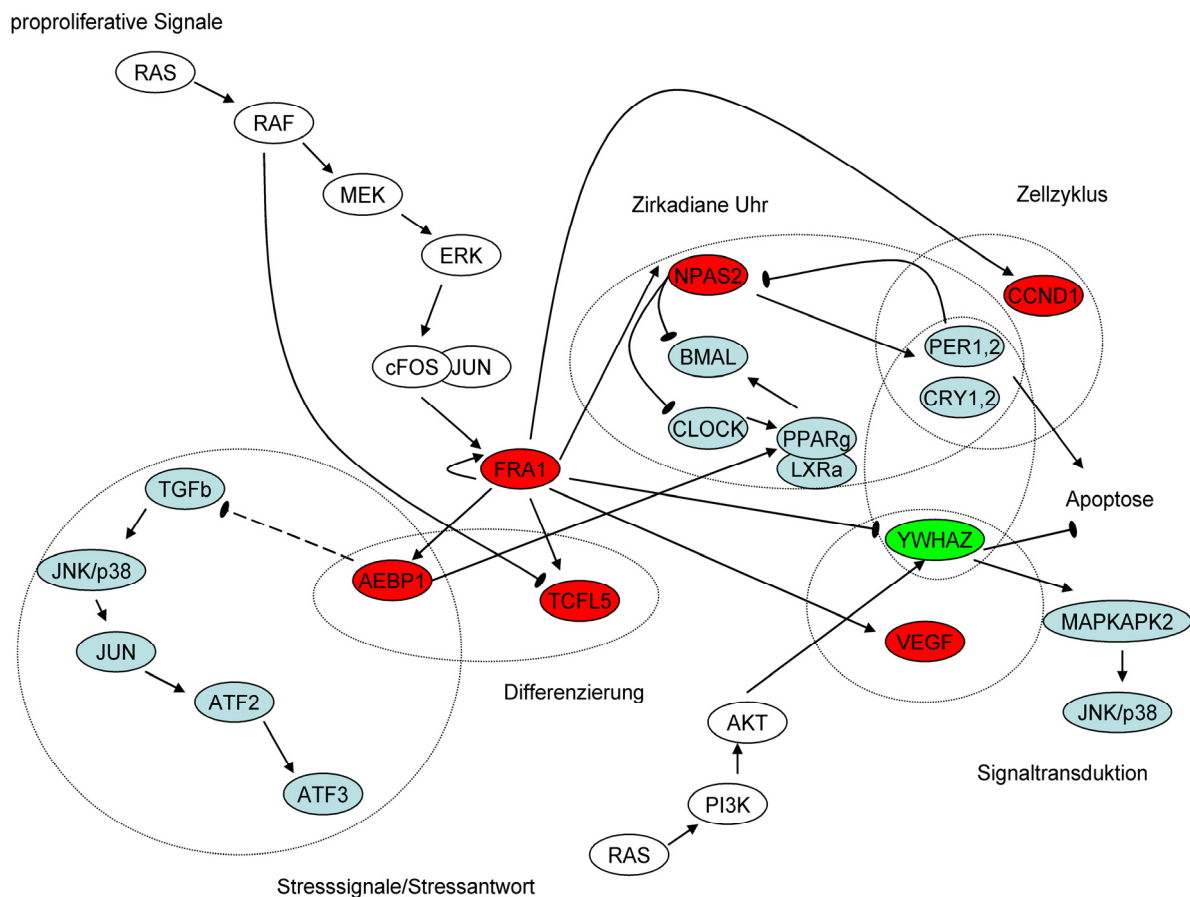 proproliferative Signale
RAS
RAF
MEK
ERK
cFOS
JUN
FRA1
Zirkadiane Uhr
Zellzyklus
NPAS2
CCND1
BMAL
PER1,2
CLOCK
CRY1,2
PPARg
LXRa
TGFb
JNK/p38
JUN
ATF2
ATF3
AEBP1
TCFL5
Differenzierung
YWHAZ
Apoptose
VEGF
MAPKAPK2
JNK/p38
Signaltransduktion
AKT
PI3K
RAS
Stresssignale/Stressantwort